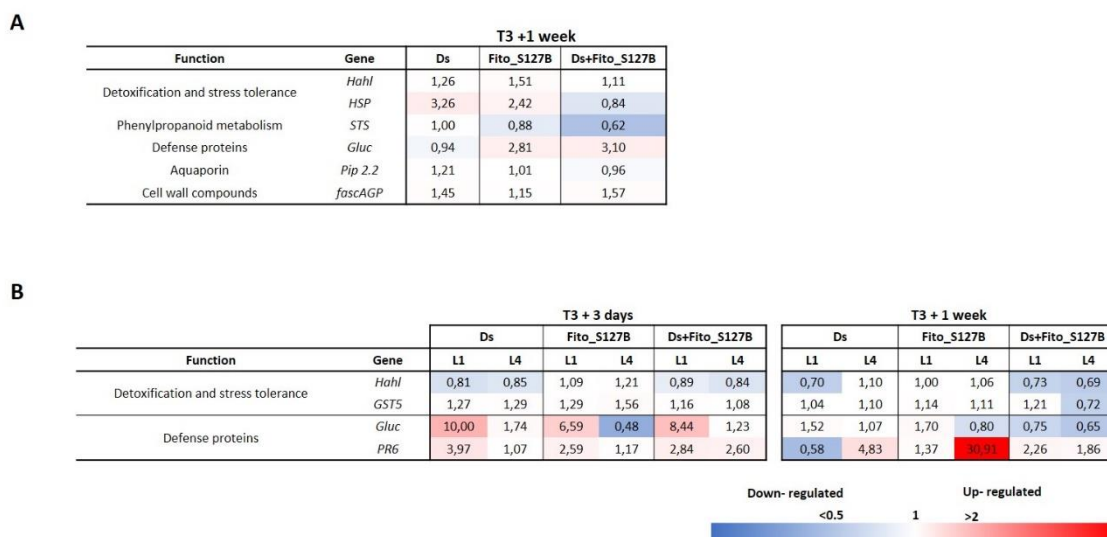 A
T3 +1 week
Function Gene Ds Fito_S127B Ds+Fito_S127B
Detoxification and stress tolerance
Hahl 1,26 1,51 1,11
HSP 3,26 2,42 0,84
Phenylpropanoid metabolism STS 1,00 0,88 0,62
Defense proteins Gluc 0,94 2,81 3,10
Aquaporin Pip 2.2 1,21 1,01 0,96
Cell wall compounds fascAGP 1,45 1,15 1,57
B
T3 + 3 days T3 + 1 week
Ds Fito_S127B Ds+Fito_S127B Ds Fito_S127B Ds+Fito_S127B
Function Gene L1 L4 L1 L4 L1 L4 L1 L4 L1 L4 L1 L4
Detoxification and stress tolerance
Hahl 0,81 0,85 1,09 1,21 0,89 0,84 0,70 1,10 1,00 1,06 0,73 0,69
GST5 1,27 1,29 1,29 1,56 1,16 1,08 1,04 1,10 1,14 1,11 1,21 0,72
Defense proteins
Gluc 10,00 1,74 6,59 0,48 8,44 1,23 1,52 1,07 1,70 0,80 0,75 0,65
PR6 3,97 1,07 2,59 1,17 2,84 2,60 0,58 4,83 1,37 30,91 2,26 1,86
Down- regulated Up- regulated
<0.5 1 >2